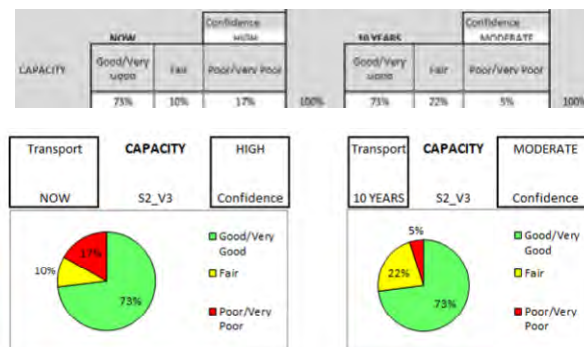 Confidence Confidence
NOW HIGH 10 YEARS MODERATE
CAPACITY Good/Very Good Fair Poor/Very Poor Good/Very Good Fair Poor/Very Poor
73% 10% 17% 100% 73% 22% 5% 100%
Transport CAPACITY HIGH
NOW S2_V3 Confidence
17%
10%
73%
Good/Very
Good
Fair
Poor/Very
Poor
Transport CAPACITY MODERATE
10 YEARS S2_V3 Confidence
5%
22%
73%
Good/Very
Good
Fair
Poor/Very
Poor